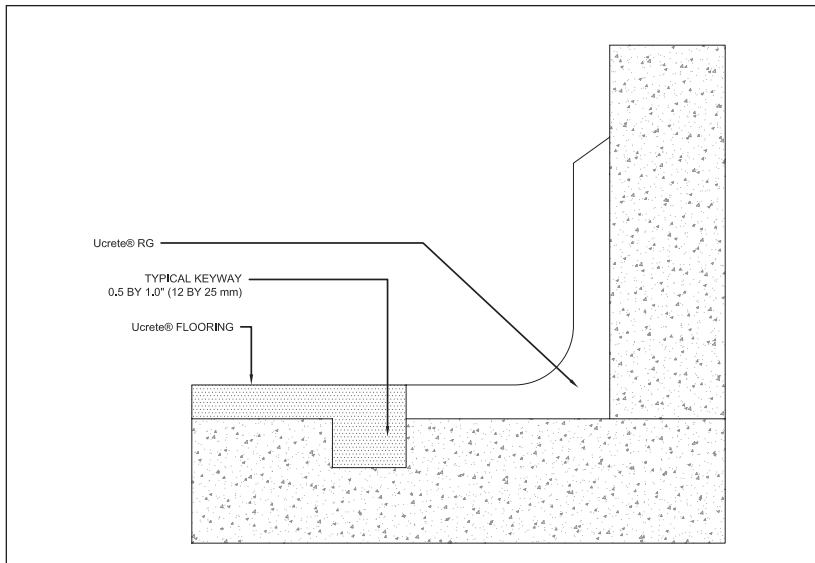 Ucrete® RG
TYPICAL KEYWAY
0.5 BY 1.0" (12 BY 25 mm)
Ucrete® FLOORING